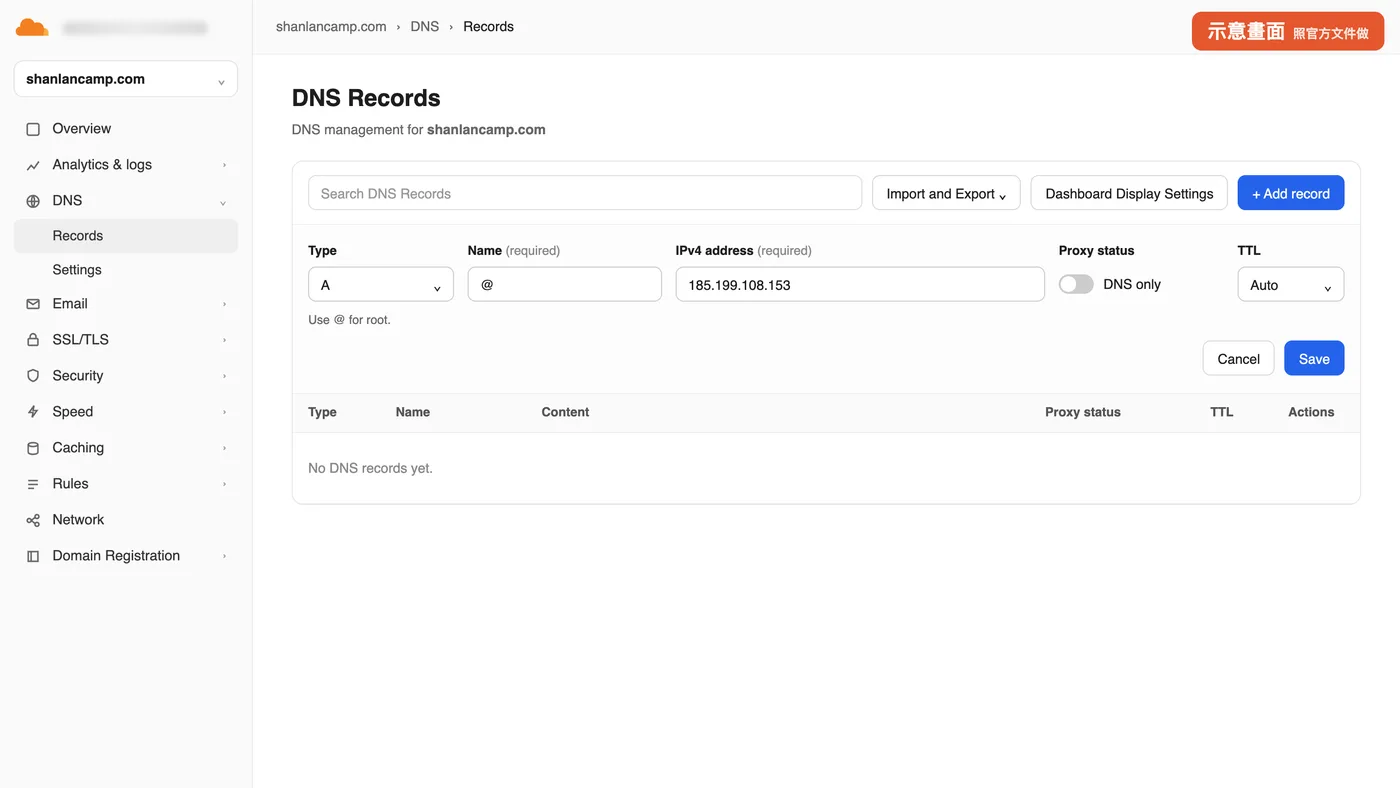 shanlancamp.com › DNS › Records
示意畫面 照官方文件做
shanlancamp.com
Overview
Analytics & logs
DNS
Records
Settings
Email
SSL/TLS
Security
Speed
Caching
Rules
Network
Domain Registration
DNS Records
DNS management for shanlancamp.com
Search DNS Records
Import and Export
Dashboard Display Settings
+ Add record
Type Name (required) IPv4 address (required) Proxy status TTL
A @ 185.199.108.153 DNS only Auto
Use @ for root.
Cancel Save
Type Name Content Proxy status TTL Actions
No DNS records yet.